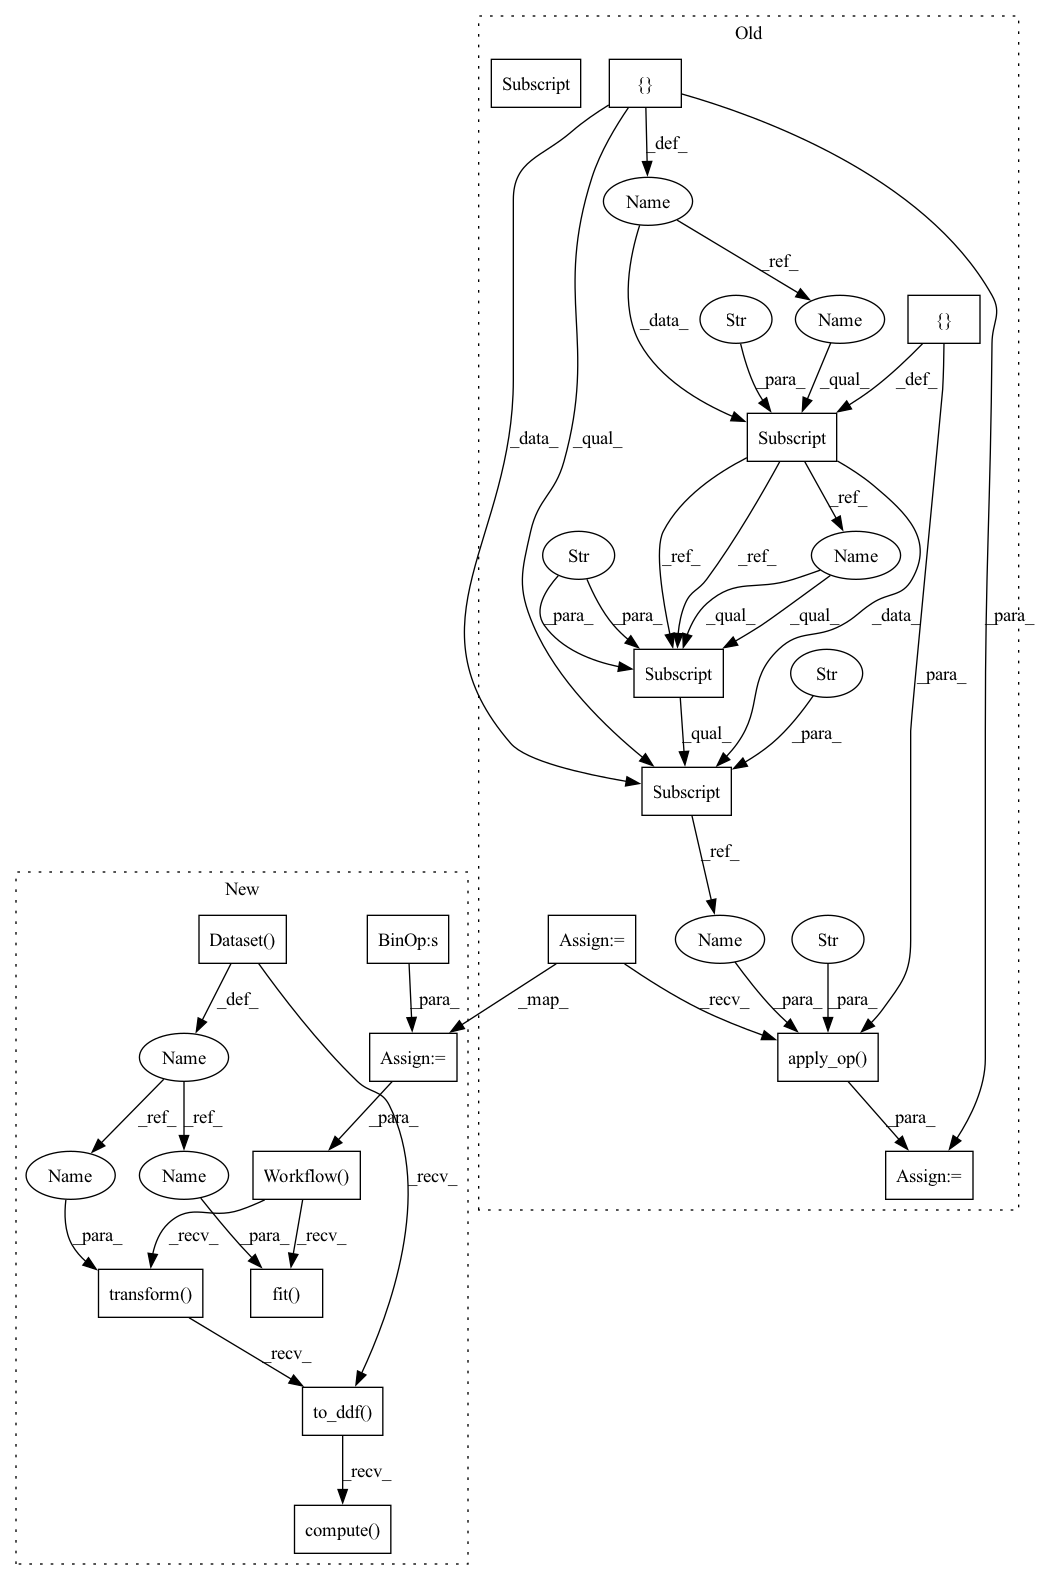 Old
Subscript
{}
_def_
Name
_ref_
Str
Name
{}
_data_
_para_
_qual_
_def_
_data_
_qual_
Subscript
_ref_
Str
Name
_ref_
_ref_
_para_
_para_
_qual_
_qual_
_data_
_para_
Subscript
Str
_para_
_qual_
_para_
Subscript
_ref_
New
Dataset()
BinOp:s
Assign:=
Name
Str
_def_
_para_
_map_
_recv_
_para_
_para_
Name
Assign:=
apply_op()
_ref_
_ref_
_para_
_para_
Name
Name
Workflow()
_recv_
Assign:=
_para_
_recv_
_para_
_recv_
transform()
fit()
_recv_
to_ddf()
_recv_
compute()